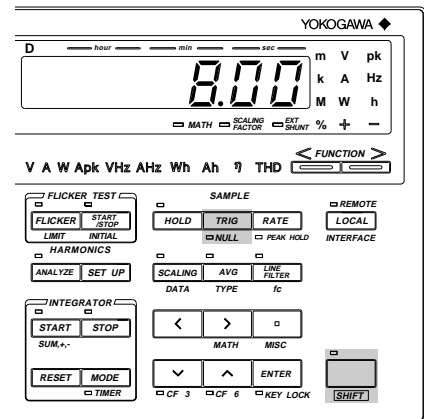 YOKOGAWA
D hour min sec
m V pk
8.00
k A Hz
M W h
MATH SCALING FACTOR EXT SHUNT % + −
< FUNCTION >
V A W Apk VHz AHz Wh Ah η THD
FLICKER TEST SAMPLE
REMOTE
FLICKER START /STOP HOLD TRIG RATE LOCAL
LIMIT INITIAL NULL PEAK HOLD INTERFACE
HARMONICS
ANALYZE SET UP SCALING AVG LINE FILTER
DATA TYPE fc
INTEGRATOR
START STOP < >
SUM,+,- MATH MISC
RESET MODE ENTER
TIMER CF 3 CF 6 KEY LOCK SHIFT